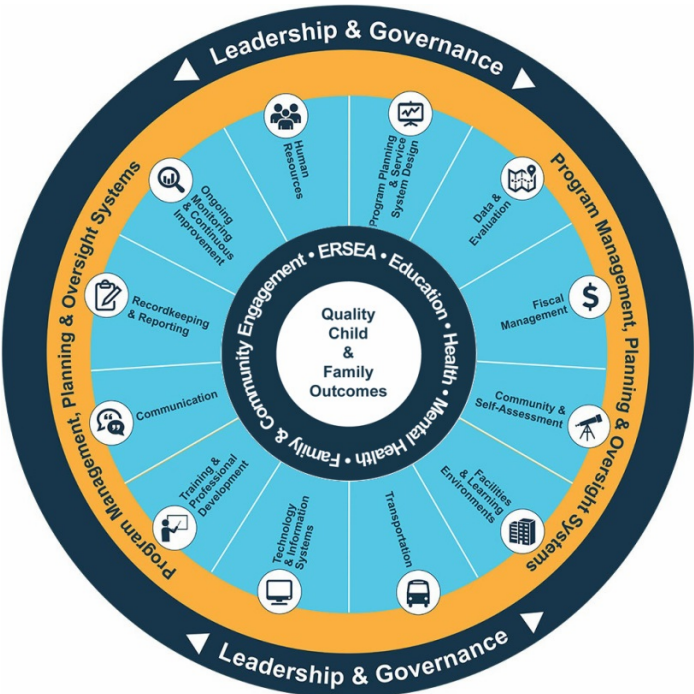 Leadership & Governance
Program Management, Planning & Oversight Systems
Program Management, Planning & Oversight Systems
Human
Resources
Program Planning
& Service
System Design
Data &
Evaluation
Fiscal
Management
Community &
Self-Assessment
Facilities
& Learning
Environments
Transportation
Technology
& Information
Systems
Training &
Professional
Development
Communication
Recordkeeping
& Reporting
Ongoing
Monitoring
& Continuous
Improvement
• ERSEA • Education • Health • Mental Health • Family & Community Engagement
Quality
Child
&
Family
Outcomes
$
Leadership & Governance